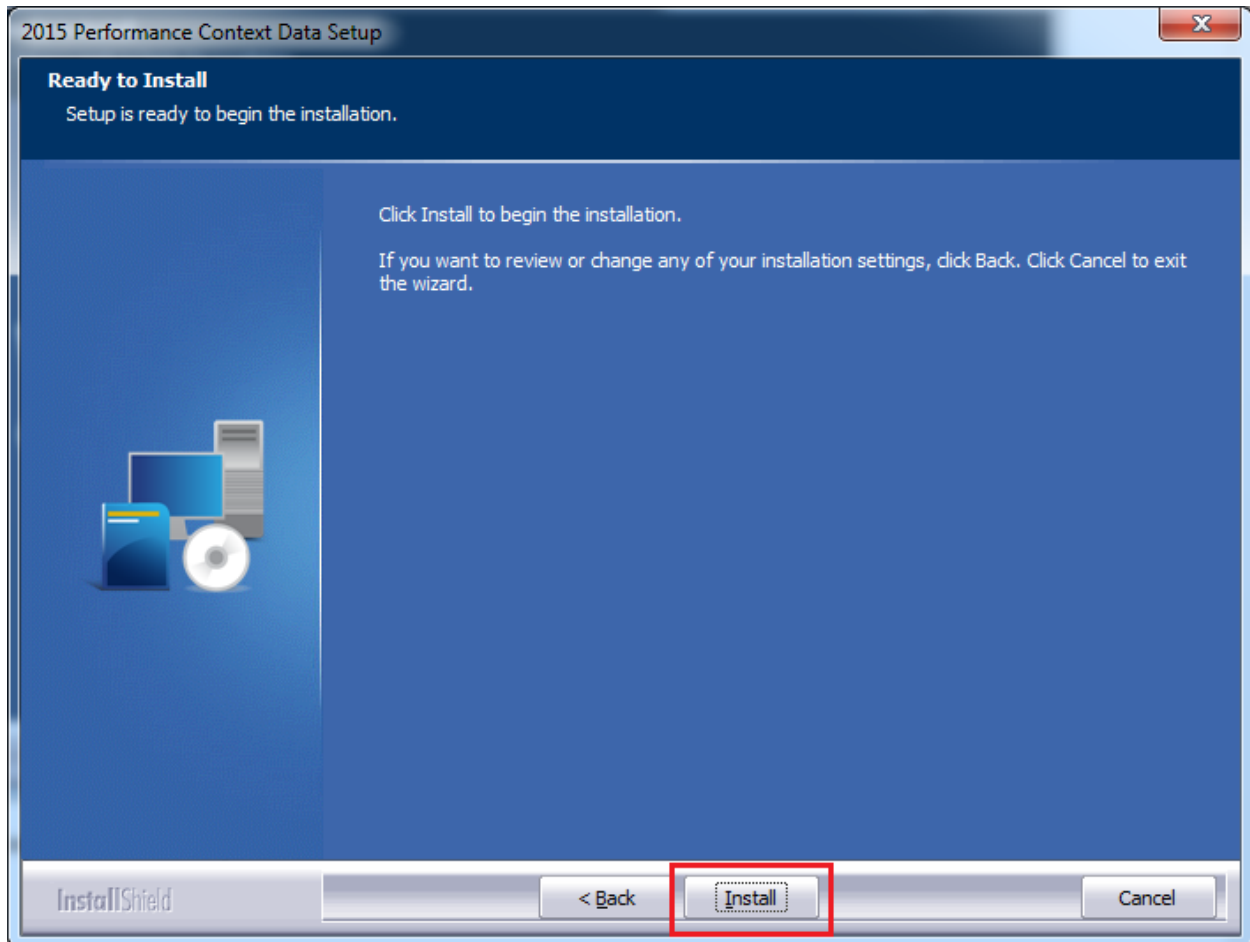 2015 Performance Context Data Setup
X
Ready to Install
Setup is ready to begin the installation.
Click Install to begin the installation.
If you want to review or change any of your installation settings, click Back. Click Cancel to exit
the wizard.
InstallShield
< Back
Install
Cancel